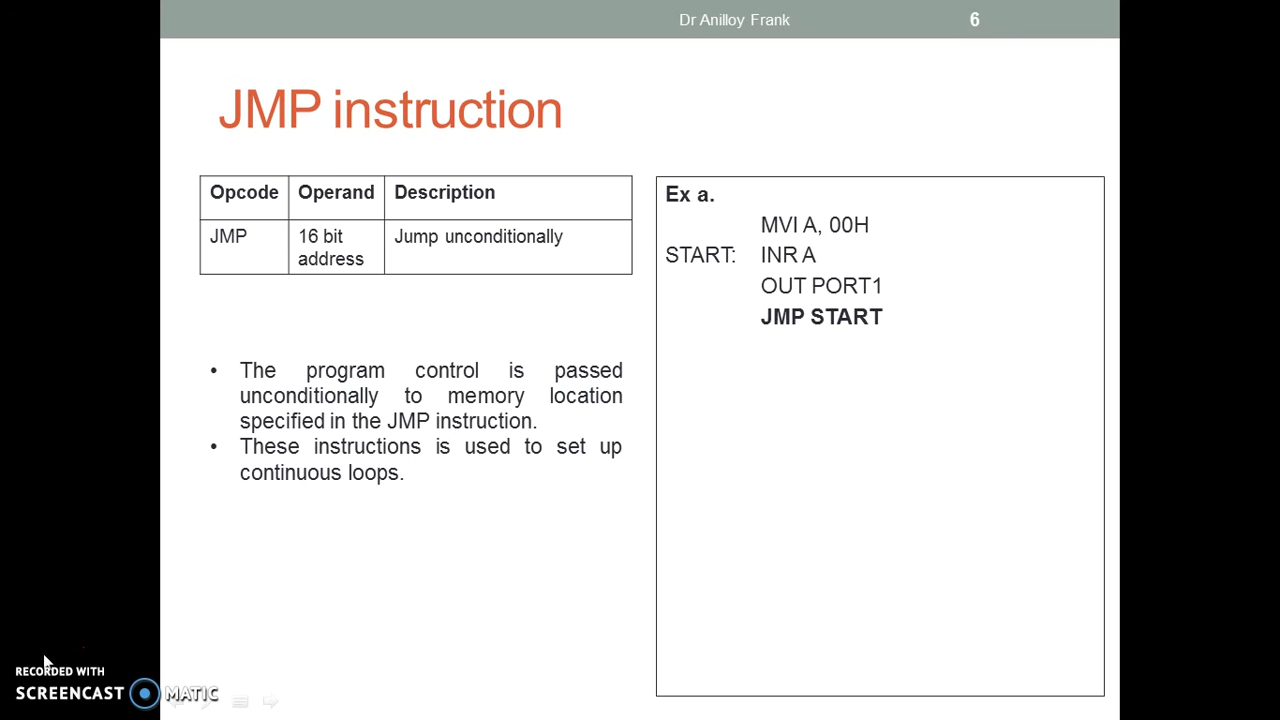 Dr Anilloy Frank 6
JMP instruction
Opcode Operand Description
JMP 16 bit address Jump unconditionally
• The program control is passed
unconditionally to memory location
specified in the JMP instruction.
• These instructions is used to set up
continuous loops.
Ex a.
MVI A, 00H
START: INR A
OUT PORT1
JMP START
RECORDED WITH
SCREENCAST MATIC